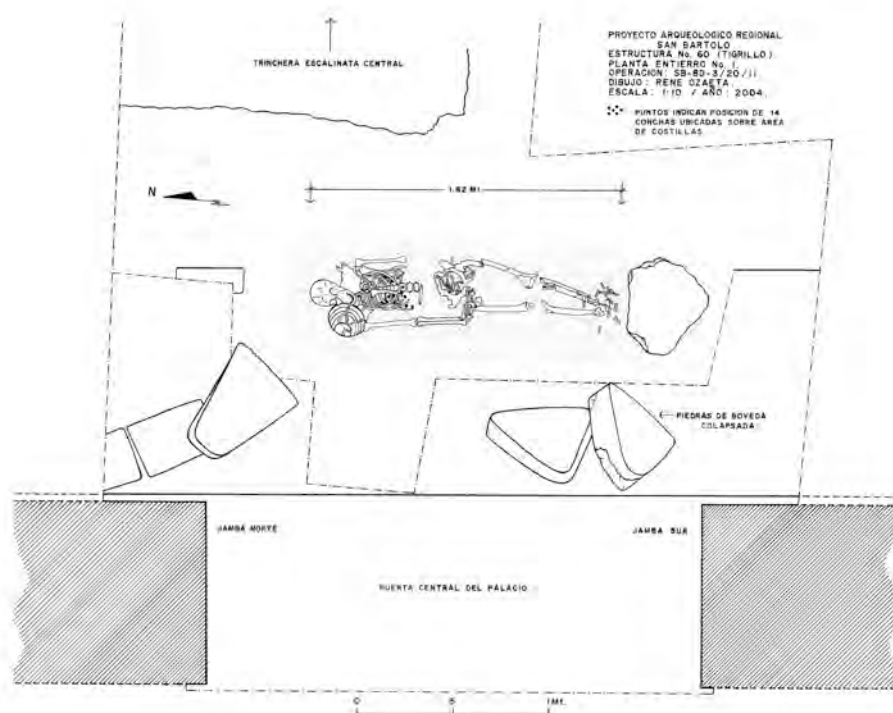 PROYECTO ARQUEOLOGICO REGIONAL
SAN BARTOLO
ESTRUCTURA No. 60 (TIGRILLO)
PLANTA ENTIERRO No. 1.
OPERACION: SB-8D-3/20/11
DIBUJO: RENE OZAETA.
ESCALA: 1:10 / AÑO: 2004.
PUNTOS INDICAN POSICION DE 14
CONCHAS UBICADAS SOBRE AREA
DE COSTILLAS
TRINCHERA ESCALINATA CENTRAL
N
1.62 Mt.
PIEDRAS DE BOVEDA
COLAPSADA
JAMBA NORTE
JAMBA SUR
PUERTA CENTRAL DEL PALACIO
0 5 1Mt.